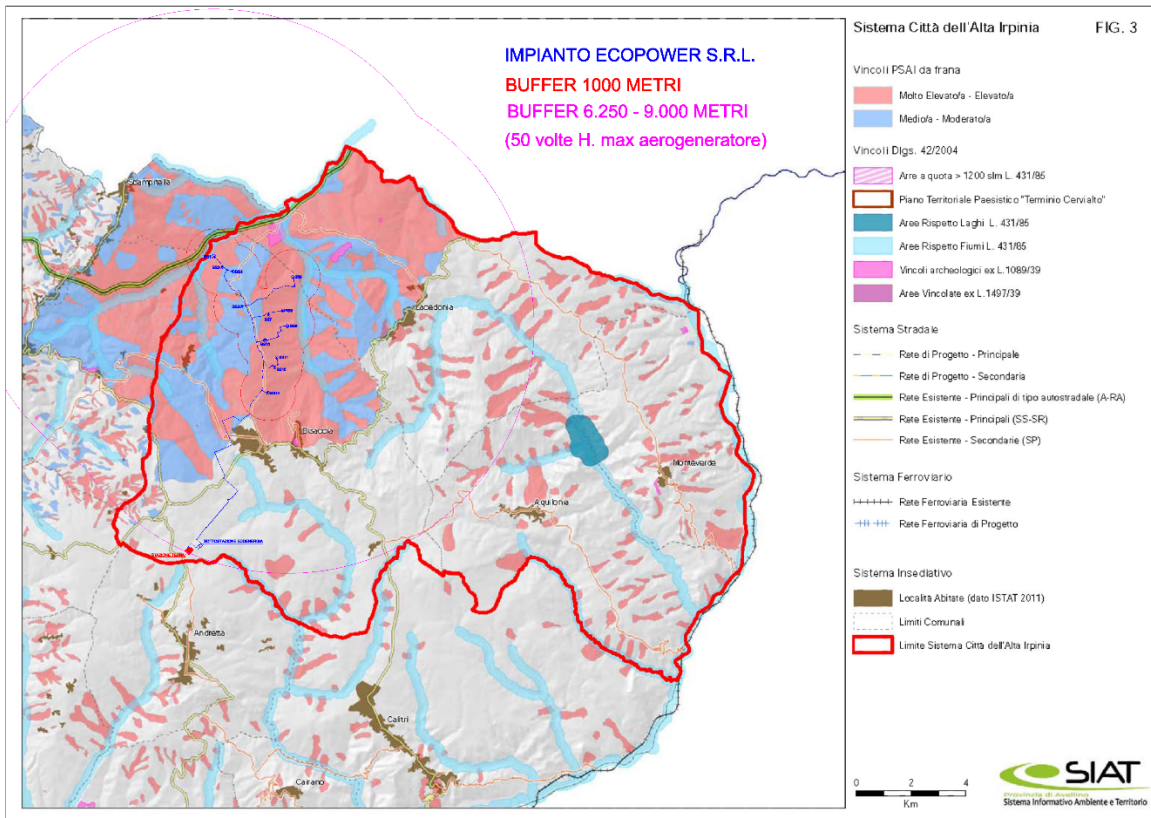 IMPIANTO ECOPOWER S.R.L.
BUFFER 1000 METRI
BUFFER 6.250 - 9.000 METRI
(50 volte H. max aerogeneratore)
Sistema Città dell'Alta Irpinia
FIG. 3
Vincoli PSAI da frana
Molto Elevato/a - Elevato/a
Medio/a - Moderato/a
Vincoli Dlgs. 42/2004
Arre a quota > 1200 slm L. 431/85
Piano Territoriale Paesistico "Terminio Cervialto"
Aree Rispetto Laghi L. 431/85
Aree Rispetto Fiumi L. 431/85
Vincoli archeologici ex L.1089/39
Aree Vincolate ex L.1497/39
Sistema Stradale
Rete di Progetto - Principale
Rete di Progetto - Secondaria
Rete Esistente - Principali di tipo autostradale (A-RA)
Rete Esistente - Principali (SS-SR)
Rete Esistente - Secondarie (SP)
Sistema Ferroviario
Rete Ferroviaria Esistente
Rete Ferroviaria di Progetto
Sistema Insediativo
Località Abitate (dato ISTAT 2011)
Limiti Comunali
Limite Sistema Città dell'Alta Irpinia
Lacedonia
Bisaccia
Monteverde
Aquilonia
Andretta
Calitri
Cairano
0 2 4
Km
SIAT
Provincia di Avellino
Sistema Informativo Ambiente e Territorio